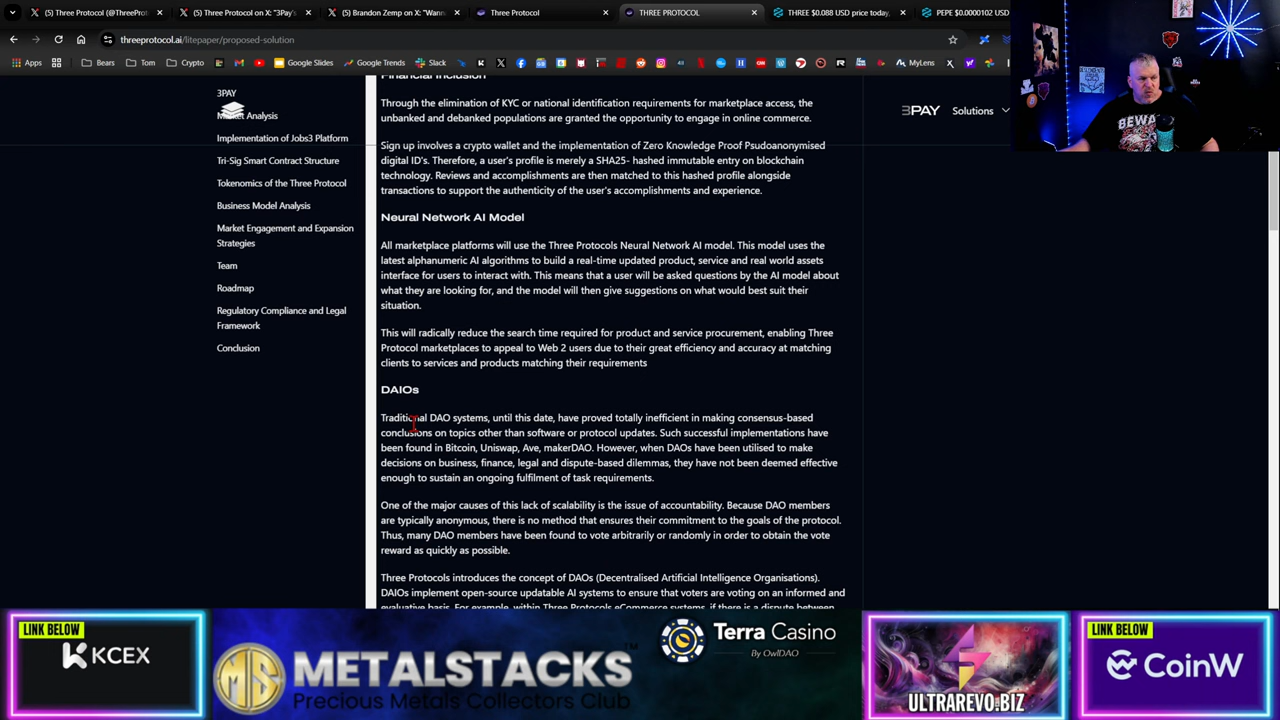 (5) Three Protocol (@ThreeProt
(5) Three Protocol on X: "3Pay'
(5) Brandon Zemp on X: "Wann
Three Protocol
THREE PROTOCOL
THREE $0.088 USD price today,
PEPE $0.0000102 USD
threeprotocol.ai/litepaper/proposed-solution
Apps
Bears
Tom
Crypto
Google Slides
Google Trends
Slack
MyLens
3PAY
Market Analysis
Implementation of Jobs3 Platform
Tri-Sig Smart Contract Structure
Tokenomics of the Three Protocol
Business Model Analysis
Market Engagement and Expansion
Strategies
Team
Roadmap
Regulatory Compliance and Legal
Framework
Conclusion
Financial Inclusion
Through the elimination of KYC or national identification requirements for marketplace access, the
unbanked and debanked populations are granted the opportunity to engage in online commerce.
Sign up involves a crypto wallet and the implementation of Zero Knowledge Proof Psudoanonymised
digital ID's. Therefore, a user's profile is merely a SHA25- hashed immutable entry on blockchain
technology. Reviews and accomplishments are then matched to this hashed profile alongside
transactions to support the authenticity of the user's accomplishments and experience.
Neural Network AI Model
All marketplace platforms will use the Three Protocols Neural Network AI model. This model uses the
latest alphanumeric AI algorithms to build a real-time updated product, service and real world assets
interface for users to interact with. This means that a user will be asked questions by the AI model about
what they are looking for, and the model will then give suggestions on what would best suit their
situation.
This will radically reduce the search time required for product and service procurement, enabling Three
Protocol marketplaces to appeal to Web 2 users due to their great efficiency and accuracy at matching
clients to services and products matching their requirements
DAIOs
Traditional DAO systems, until this date, have proved totally inefficient in making consensus-based
conclusions on topics other than software or protocol updates. Such successful implementations have
been found in Bitcoin, Uniswap, Ave, makerDAO. However, when DAOs have been utilised to make
decisions on business, finance, legal and dispute-based dilemmas, they have not been deemed effective
enough to sustain an ongoing fulfilment of task requirements.
One of the major causes of this lack of scalability is the issue of accountability. Because DAO members
are typically anonymous, there is no method that ensures their commitment to the goals of the protocol.
Thus, many DAO members have been found to vote arbitrarily or randomly in order to obtain the vote
reward as quickly as possible.
Three Protocols introduces the concept of DAOs (Decentralised Artificial Intelligence Organisations).
DAIOs implement open-source updatable AI systems to ensure that voters are voting on an informed and
evaluative basis. For example, within Three Protocols eCommerce systems, if there is a dispute between
3PAY
Solutions
BEWA
LINK BELOW
KCEX
MS
METALSTACKS
Precious Metals Collectors Club
Terra Casino
By OwlDAO
ULTRAREVO.BIZ
LINK BELOW
CoinW